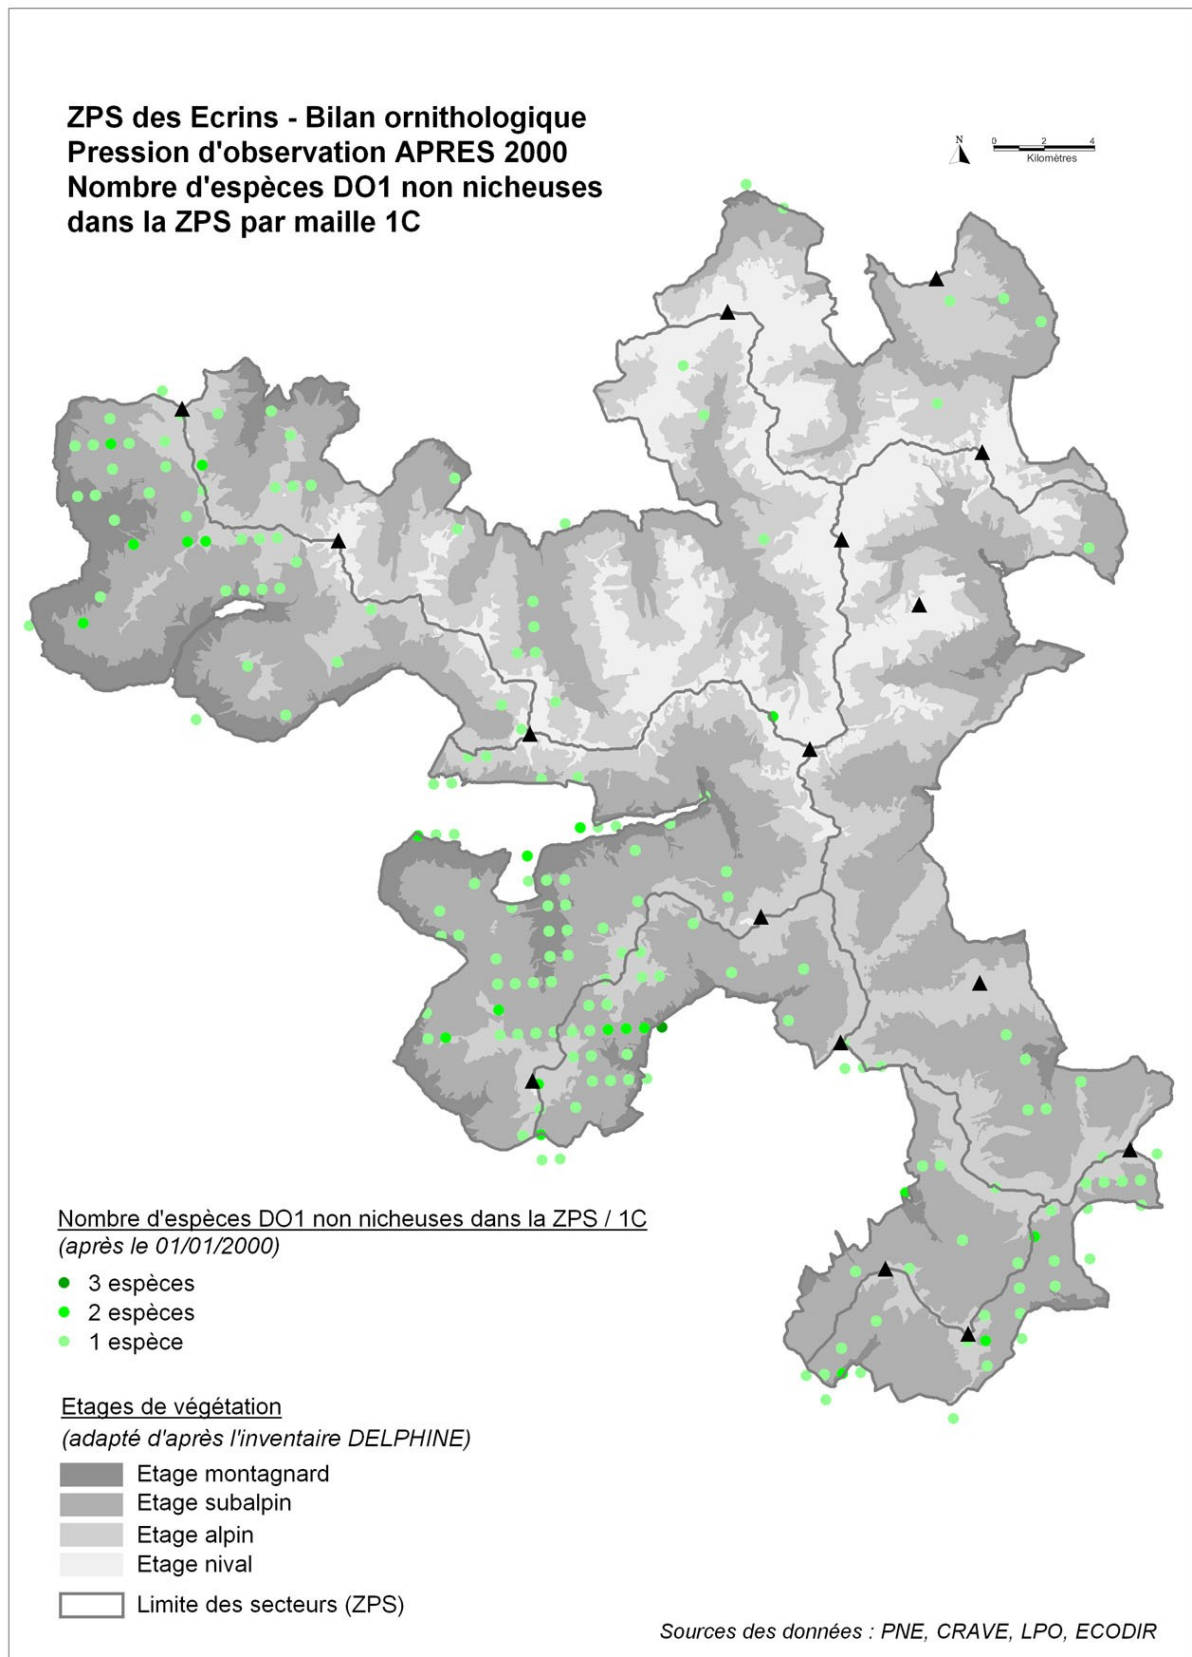 ZPS des Ecrins - Bilan ornithologique
Pression d'observation APRES 2000
Nombre d'espèces DO1 non nicheuses
dans la ZPS par maille 1C
N
0 2 4
Kilomètres
Nombre d'espèces DO1 non nicheuses dans la ZPS / 1C
(après le 01/01/2000)
3 espèces
2 espèces
1 espèce
Etages de végétation
(adapté d'après l'inventaire DELPHINE)
Etage montagnard
Etage subalpin
Etage alpin
Etage nival
Limite des secteurs (ZPS)
Sources des données : PNE, CRAVE, LPO, ECODIR